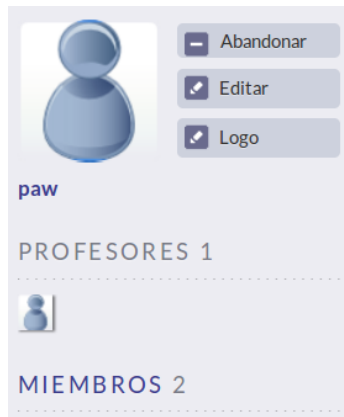 Abandonar
Editar
Logo
paw
PROFESORES 1
MIEMBROS 2